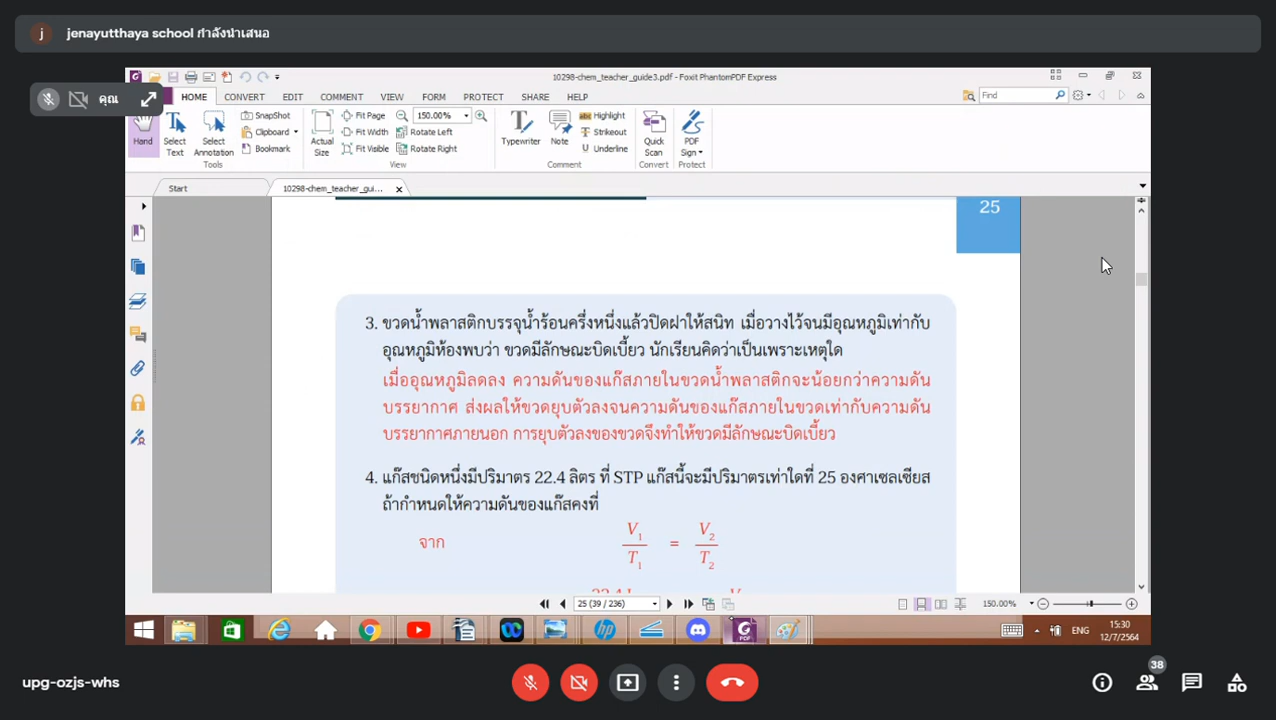 j jenayutthaya school กำลังนำเสนอ
10298-chem_teacher_guide3.pdf - Foxit PhantomPDF Express
คุณ
HOME CONVERT EDIT COMMENT VIEW FORM PROTECT SHARE HELP Find
Hand
Select Text
Select Annotation
SnapShot
Clipboard
Bookmark
Tools
Actual Size
Fit Page
Fit Width
Fit Visible
150.00%
Rotate Left
Rotate Right
View
Typewriter
Note
Highlight
Strikeout
Underline
Comment
Quick Scan
Convert
PDF Sign
Protect
Start 10298-chem_teacher_gui...
25
3. ขวดน้ำพลาสติกบรรจุน้ำร้อนครึ่งหนึ่งแล้วปิดฝาให้สนิท เมื่อวางไว้จนมีอุณหภูมิเท่ากับ
อุณหภูมิห้องพบว่า ขวดมีลักษณะบิดเบี้ยว นักเรียนคิดว่าเป็นเพราะเหตุใด
เมื่ออุณหภูมิลดลง ความดันของแก๊สภายในขวดน้ำพลาสติกจะน้อยกว่าความดัน
บรรยากาศ ส่งผลให้ขวดยุบตัวลงจนความดันของแก๊สภายในขวดเท่ากับความดัน
บรรยากาศภายนอก การยุบตัวลงของขวดจึงทำให้ขวดมีลักษณะบิดเบี้ยว
4. แก๊สชนิดหนึ่งมีปริมาตร 22.4 ลิตร ที่ STP แก๊สนี้จะมีปริมาตรเท่าใดที่ 25 องศาเซลเซียส
ถ้ากำหนดให้ความดันของแก๊สคงที่
จาก V₁/T₁ = V₂/T₂
25 (39 / 236) 150.00%
ENG 15:30
12/7/2564
upg-ozjs-whs
38